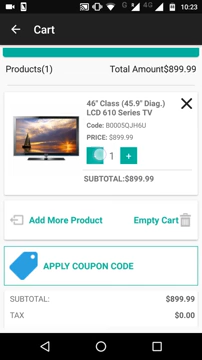 G 4G 10:23
Cart
Products(1) Total Amount$899.99
46" Class (45.9" Diag.)
LCD 610 Series TV
Code: B0005QJH6U
PRICE: $899.99
1 +
SUBTOTAL:$899.99
Add More Product Empty Cart
APPLY COUPON CODE
SUBTOTAL: $899.99
TAX $0.00